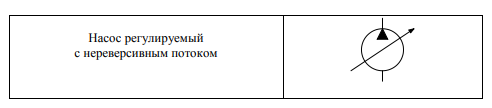 Насос регулируемый
с нереверсивным потоком